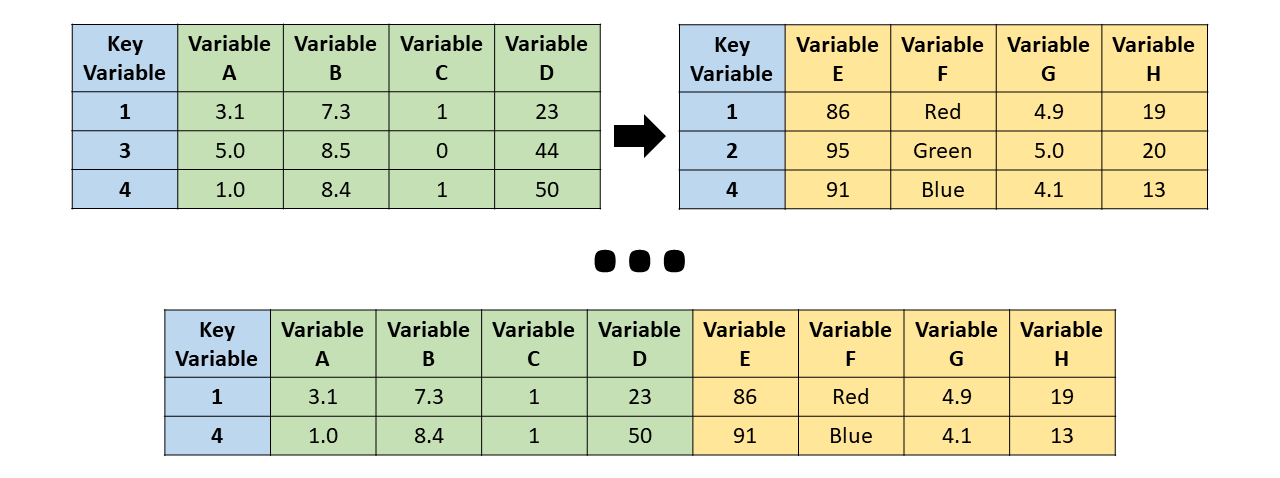 Key Variable Variable A Variable B Variable C Variable D
1 3.1 7.3 1 23
3 5.0 8.5 0 44
4 1.0 8.4 1 50
Key Variable Variable E Variable F Variable G Variable H
1 86 Red 4.9 19
2 95 Green 5.0 20
4 91 Blue 4.1 13
Key Variable Variable A Variable B Variable C Variable D Variable E Variable F Variable G Variable H
1 3.1 7.3 1 23 86 Red 4.9 19
4 1.0 8.4 1 50 91 Blue 4.1 13